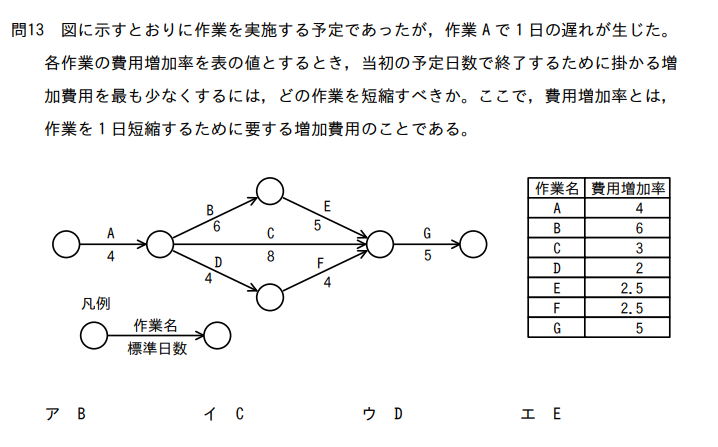 問13 図に示すとおりに作業を実施する予定であったが，作業Aで1日の遅れが生じた。
各作業の費用増加率を表の値とするとき，当初の予定日数で終了するために掛かる増
加費用を最も少なくするには，どの作業を短縮すべきか。ここで，費用増加率とは，
作業を1日短縮するために要する増加費用のことである。
A
4
B
6
E
5
C
8
D
4
F
4
G
5
凡例
作業名
標準日数
作業名 費用増加率
A 4
B 6
C 3
D 2
E 2.5
F 2.5
G 5
ア B イ C ウ D エ E